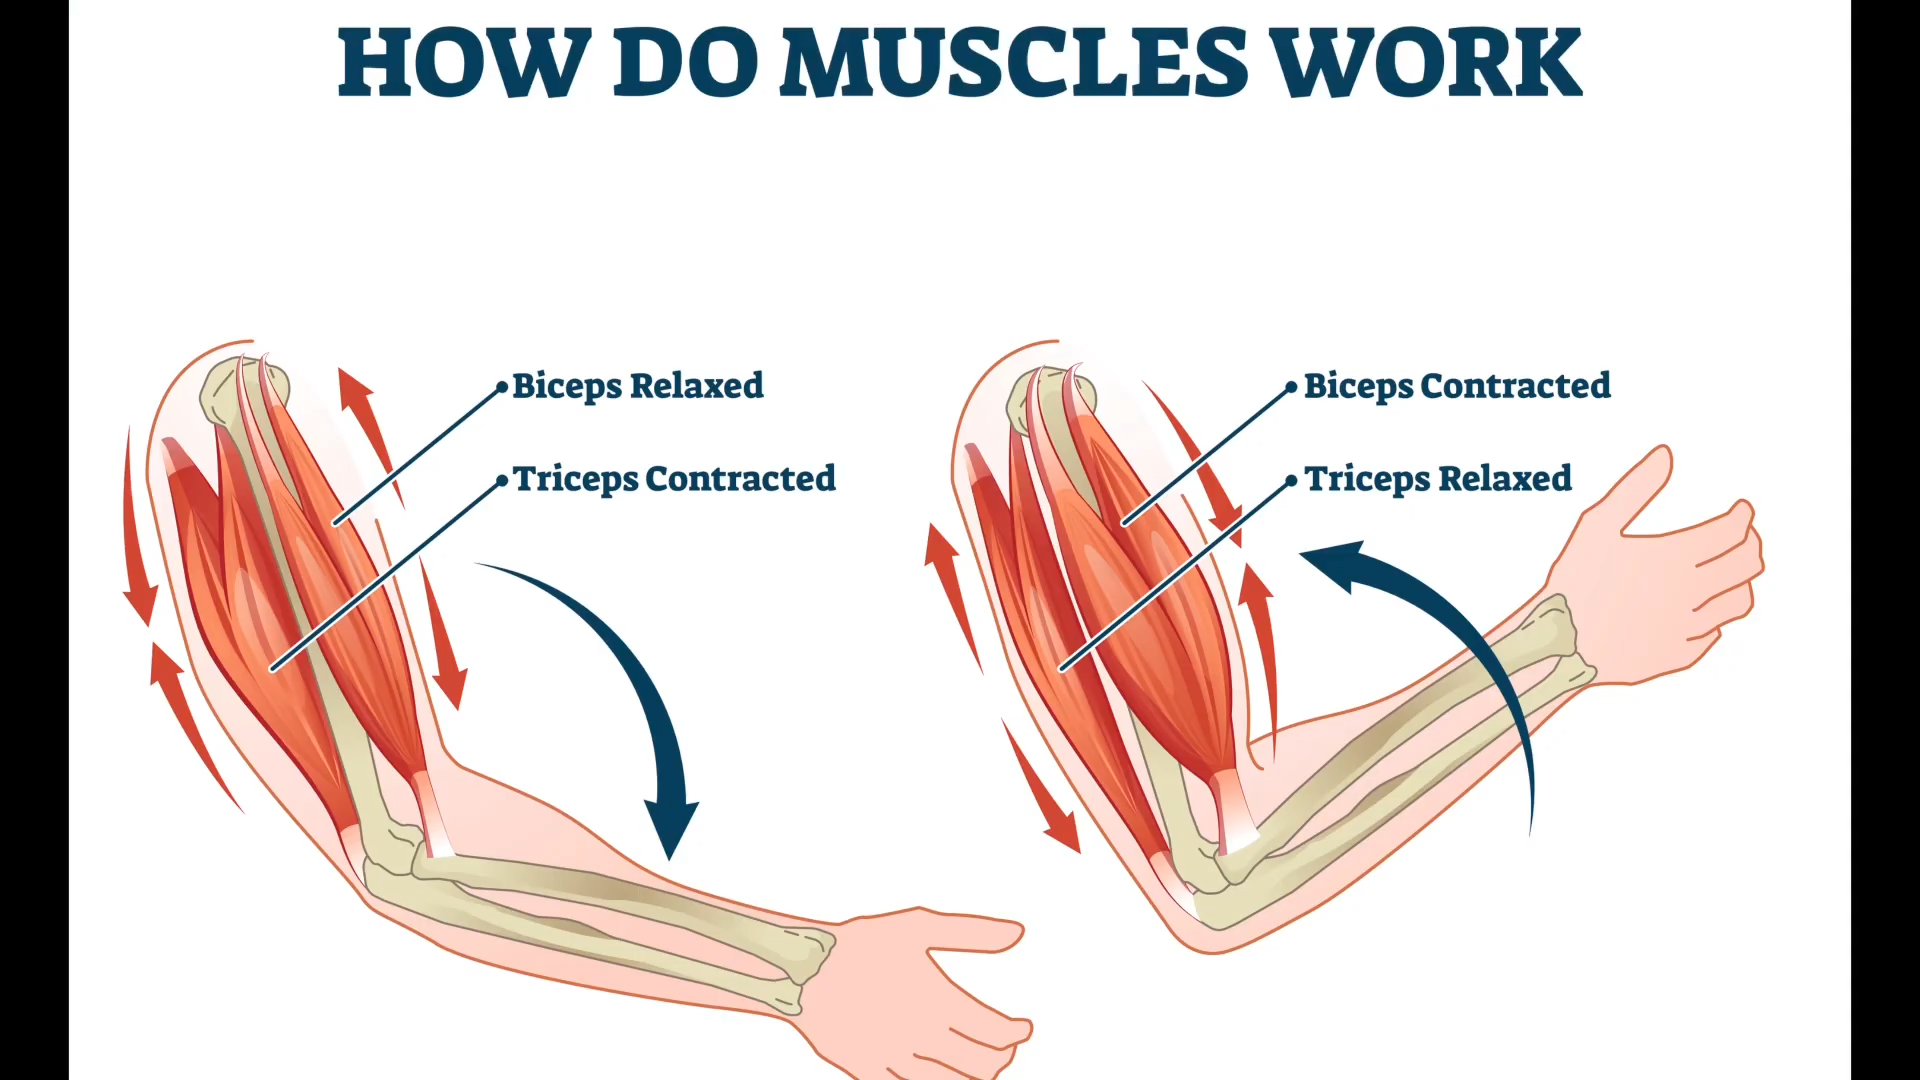 HOW DO MUSCLES WORK
Biceps Relaxed
Triceps Contracted
Biceps Contracted
Triceps Relaxed